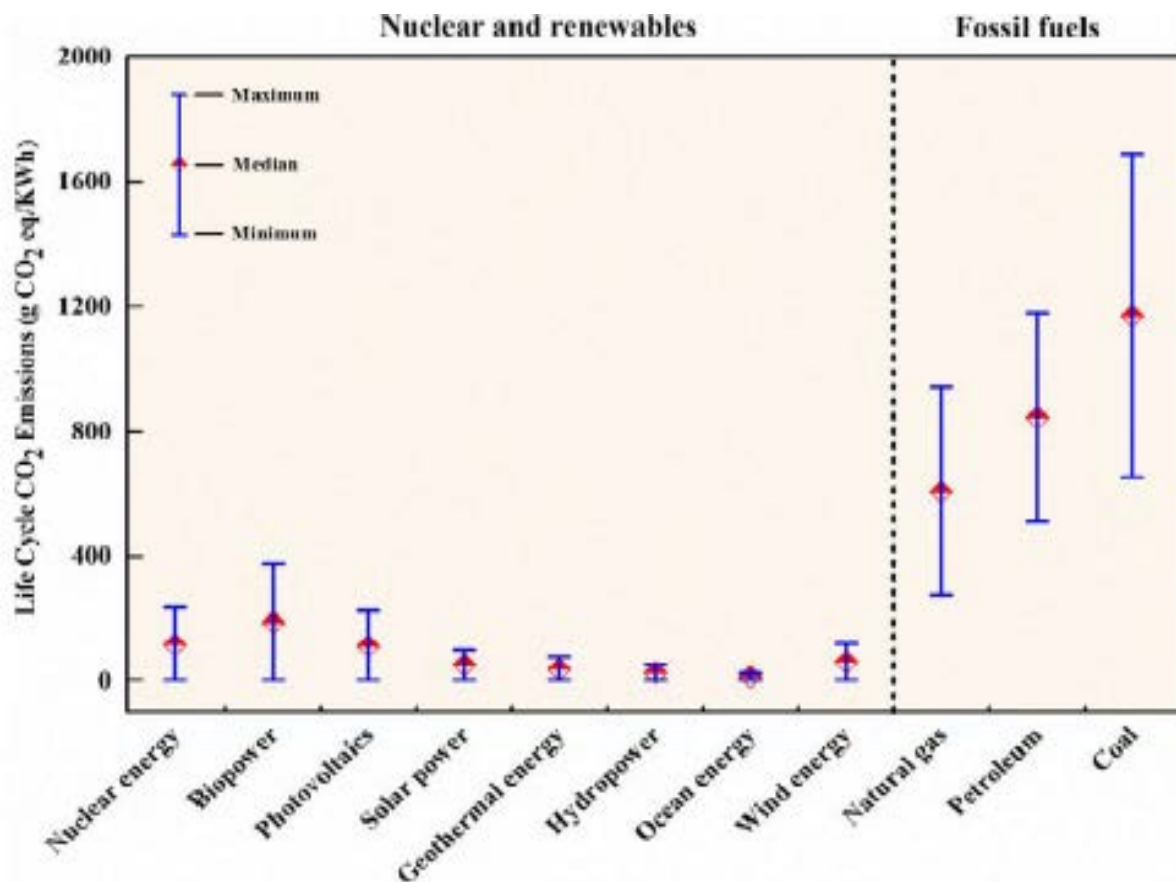 Nuclear and renewables
Fossil fuels
Life Cycle CO₂ Emissions (g CO₂ eq/KWh)
2000
1600
1200
800
400
0
Maximum
Median
Minimum
Nuclear energy
Biopower
Photovoltaics
Solar power
Geothermal energy
Hydropower
Ocean energy
Wind energy
Natural gas
Petroleum
Coal